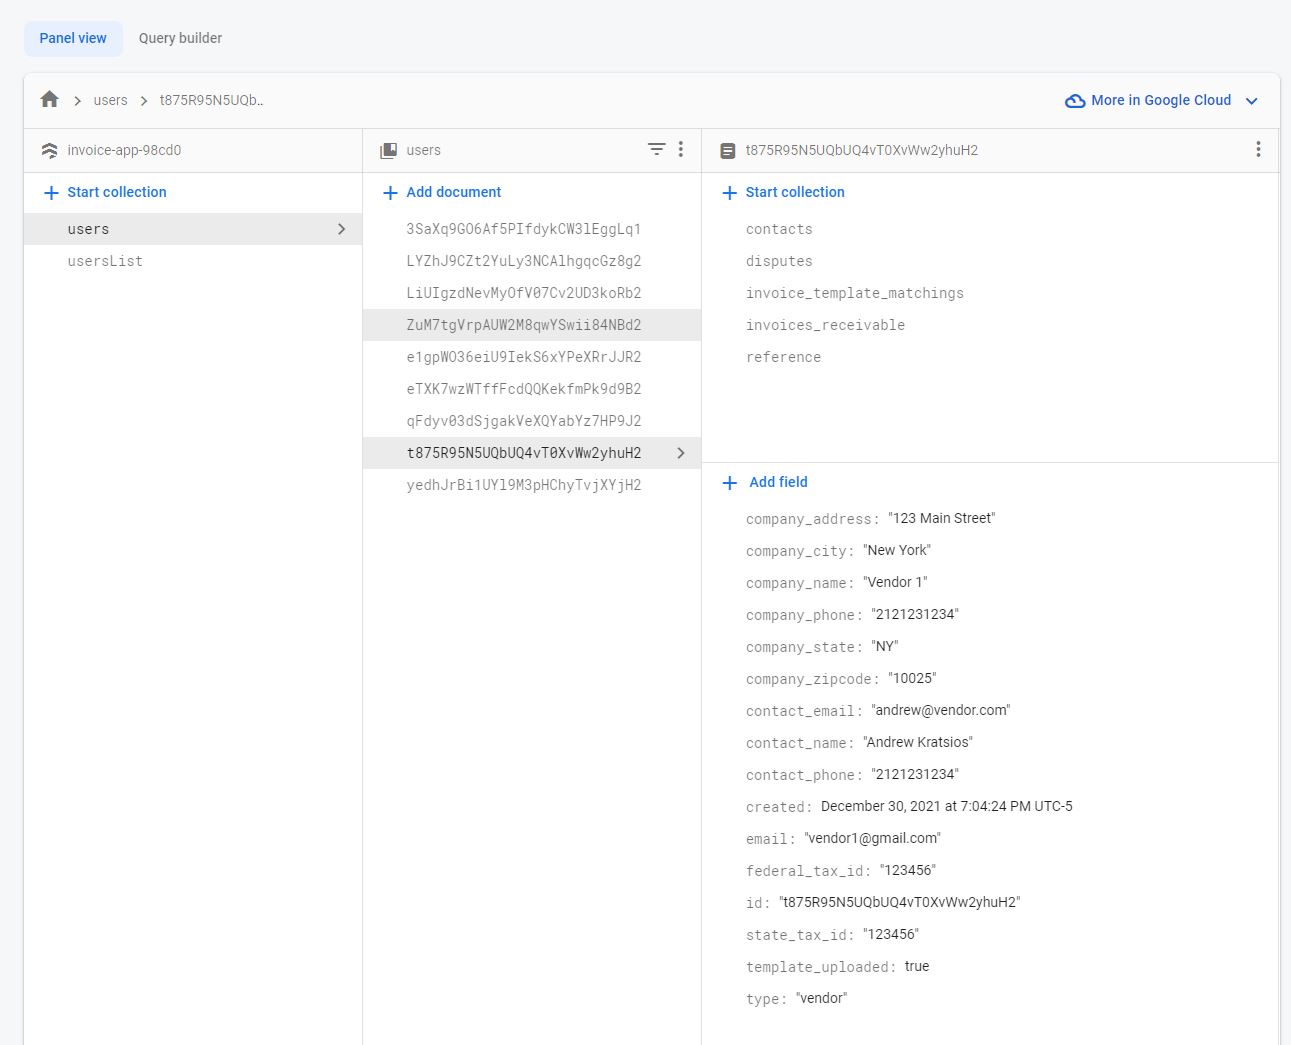 Panel view
Query builder
users
t875R95N5UQb..
More in Google Cloud
invoice-app-98cd0
Start collection
users
usersList
users
Add document
3SaXq9GO6Af5PIfdykCW3lEggLq1
LYZhJ9CZt2YuLy3NCAlhgqcGz8g2
LiUIgzdNevMyOfV07Cv2UD3koRb2
ZuM7tgVrpAUW2M8qwYSwii84NBd2
e1gpWO36eiU9IekS6xYPeXRrJJR2
eTXK7wzWTffFcdQQKekfmPk9d9B2
qFdyv03dSjgakVeXQYabYz7HP9J2
t875R95N5UQbUQ4vT0XvWw2yhuH2
yedhJrBi1UYl9M3pHChyTvjXYjH2
t875R95N5UQbUQ4vT0XvWw2yhuH2
Start collection
contacts
disputes
invoice_template_matchings
invoices_receivable
reference
Add field
company_address: "123 Main Street"
company_city: "New York"
company_name: "Vendor 1"
company_phone: "2121231234"
company_state: "NY"
company_zipcode: "10025"
contact_email: "andrew@vendor.com"
contact_name: "Andrew Kratsios"
contact_phone: "2121231234"
created: December 30, 2021 at 7:04:24 PM UTC-5
email: "vendor1@gmail.com"
federal_tax_id: "123456"
id: "t875R95N5UQbUQ4vT0XvWw2yhuH2"
state_tax_id: "123456"
template_uploaded: true
type: "vendor"